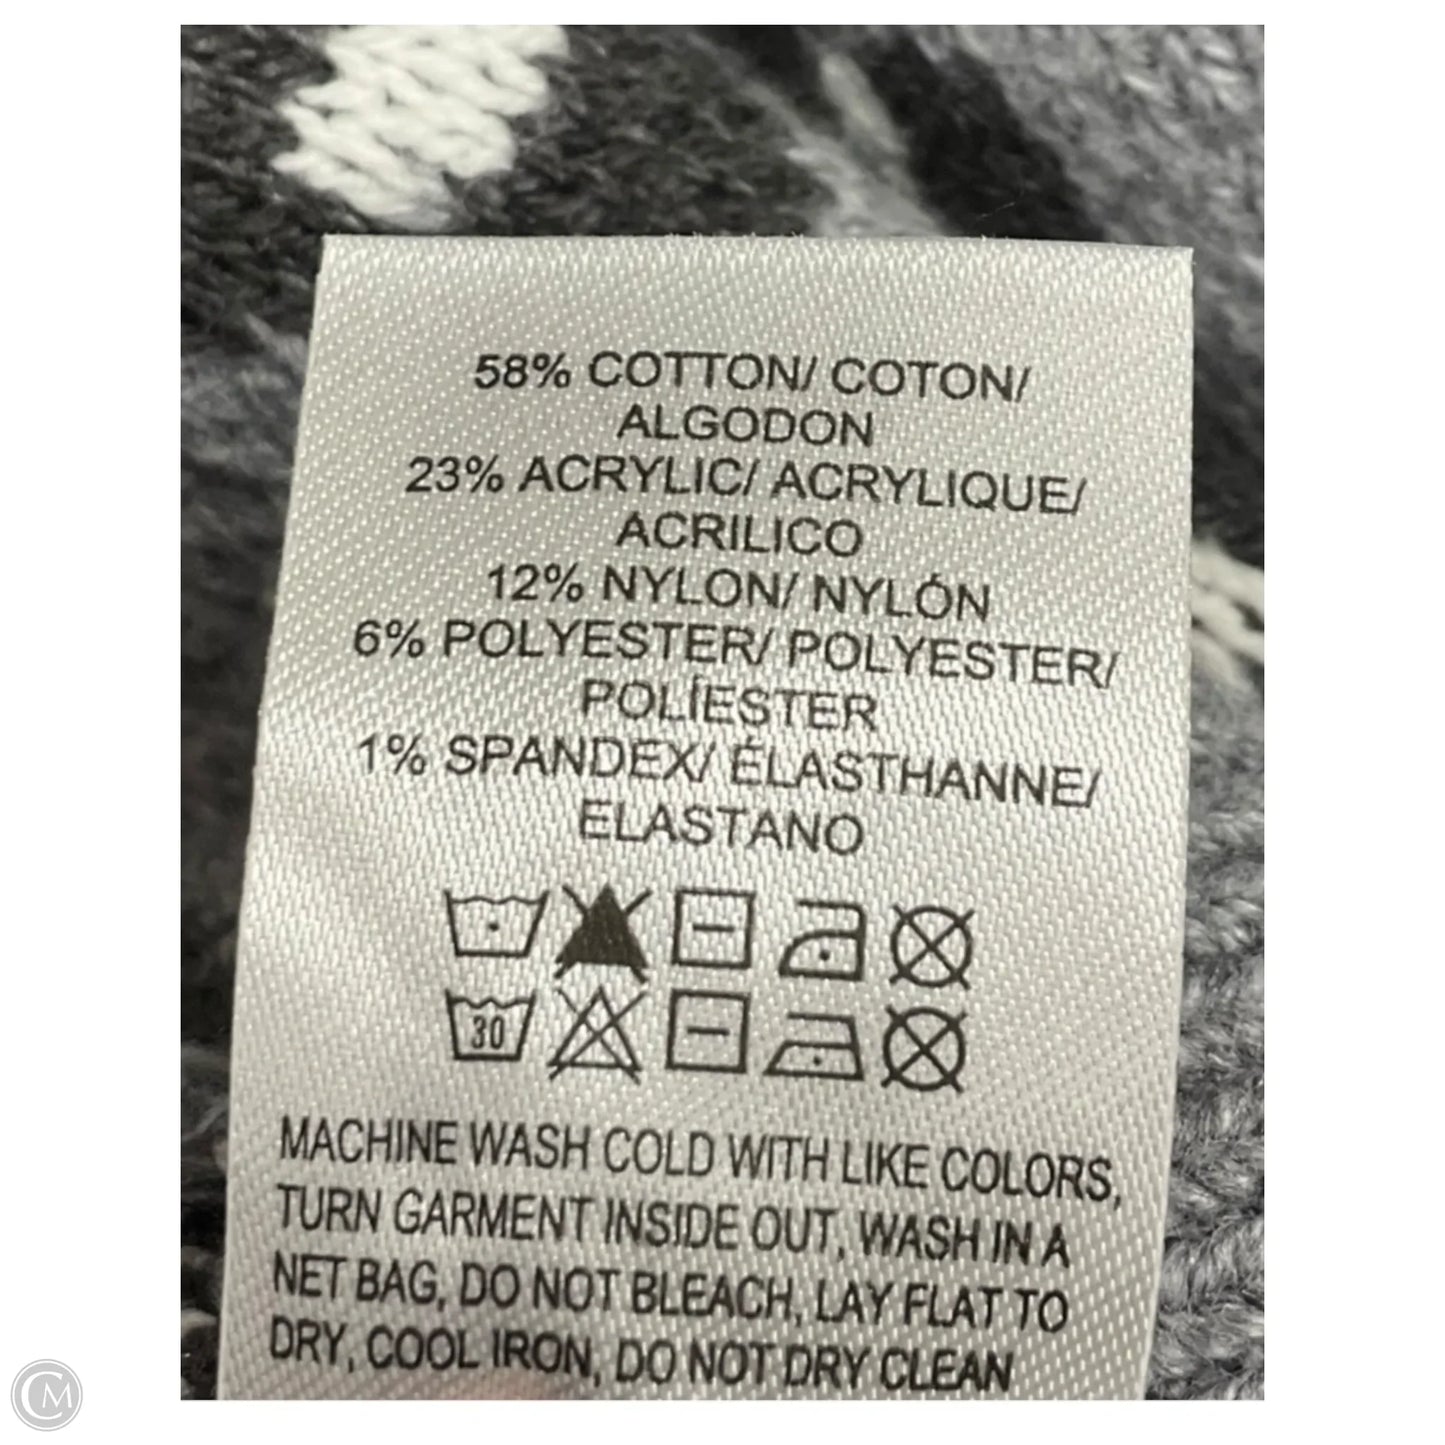 58% COTTON/ COTON/
ALGODON
23% ACRYLIC/ ACRYLIQUE/
ACRILICO
12% NYLON/ NYLÓN
6% POLYESTER/ POLYESTER/
POLÍESTER
1% SPANDEX/ ÉLASTHANNE/
ELASTANO
30
MACHINE WASH COLD WITH LIKE COLORS,
TURN GARMENT INSIDE OUT, WASH IN A
NET BAG, DO NOT BLEACH, LAY FLAT TO
DRY, COOL IRON, DO NOT DRY CLEAN
CM